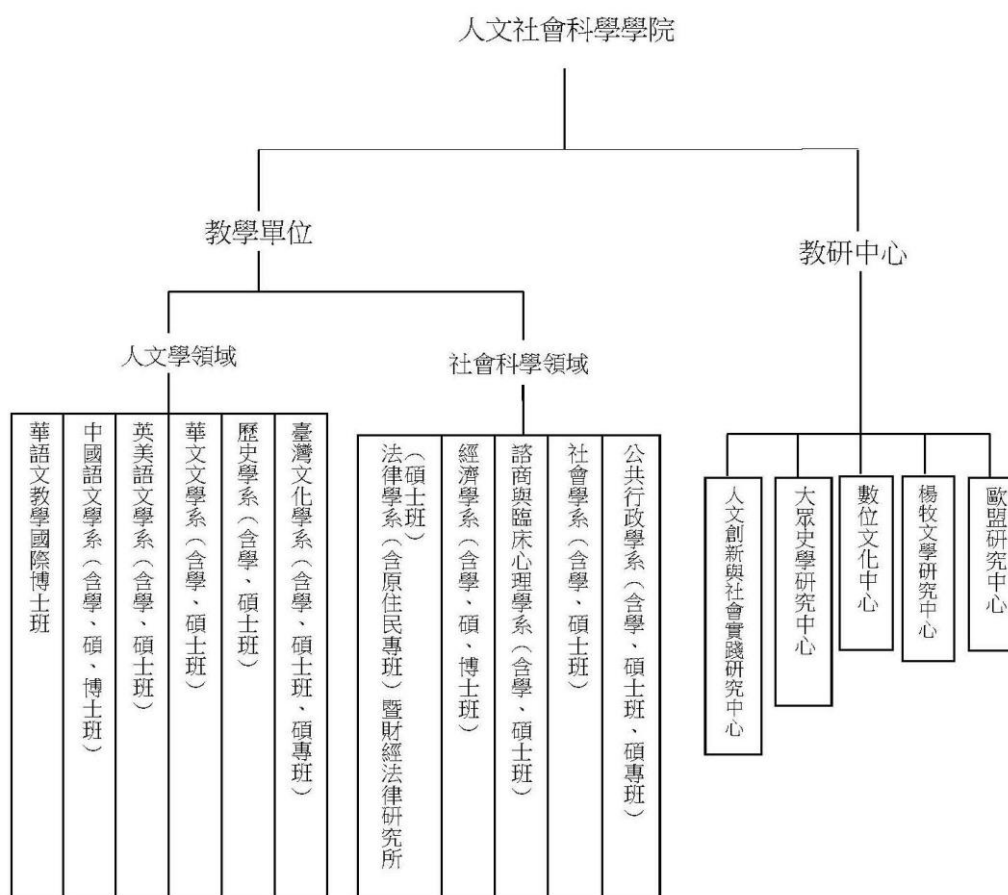 人文社會科學學院
教學單位
教研中心
人文學領域
社會科學領域
華語文教學國際博士班
中國語文學系（含學、碩、博士班）
英美語文學系（含學、碩士班）
華文文學系（含學、碩士班）
歷史學系（含學、碩士班）
臺灣文化學系（含學、碩士班、碩專班）
法律學系（含原住民專班）暨財經法律研究所
（碩士班）
經濟學系（含學、碩、博士班）
諮商與臨床心理學系（含學、碩士班）
社會學系（含學、碩士班）
公共行政學系（含學、碩士班、碩專班）
人文創新與社會實踐研究中心
大眾史學研究中心
數位文化中心
楊牧文學研究中心
歐盟研究中心